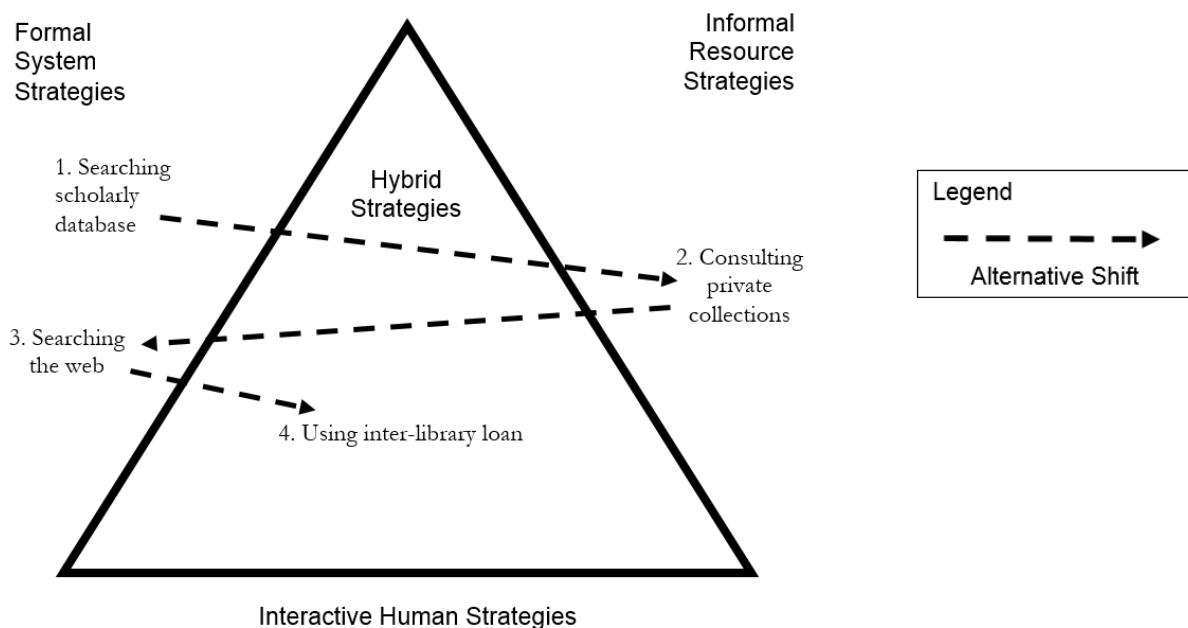 Formal
System
Strategies
Informal
Resource
Strategies
1. Searching
scholarly
database
Hybrid
Strategies
2. Consulting
private
collections
3. Searching
the web
4. Using inter-library loan
Interactive Human Strategies
Legend
Alternative Shift